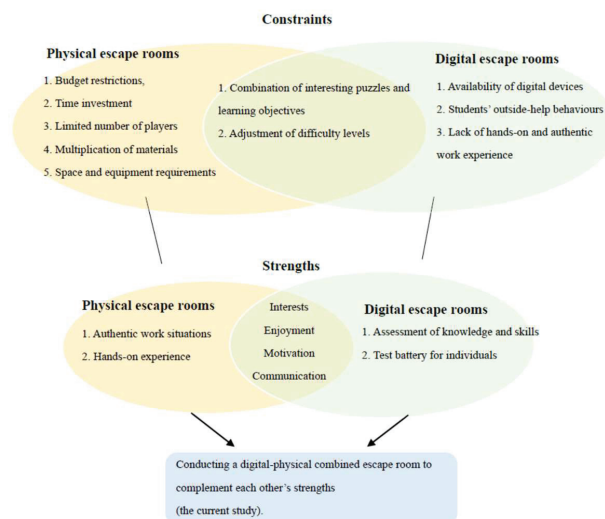 Constraints
Physical escape rooms
1. Budget restrictions,
2. Time investment
3. Limited number of players
4. Multiplication of materials
5. Space and equipment requirements
1. Combination of interesting puzzles and
learning objectives
2. Adjustment of difficulty levels
Digital escape rooms
1. Availability of digital devices
2. Students' outside-help behaviours
3. Lack of hands-on and authentic
work experience
Strengths
Physical escape rooms
1. Authentic work situations
2. Hands-on experience
Interests
Enjoyment
Motivation
Communication
Digital escape rooms
1. Assessment of knowledge and skills
2. Test battery for individuals
Conducting a digital-physical combined escape room to
complement each other's strengths
(the current study).